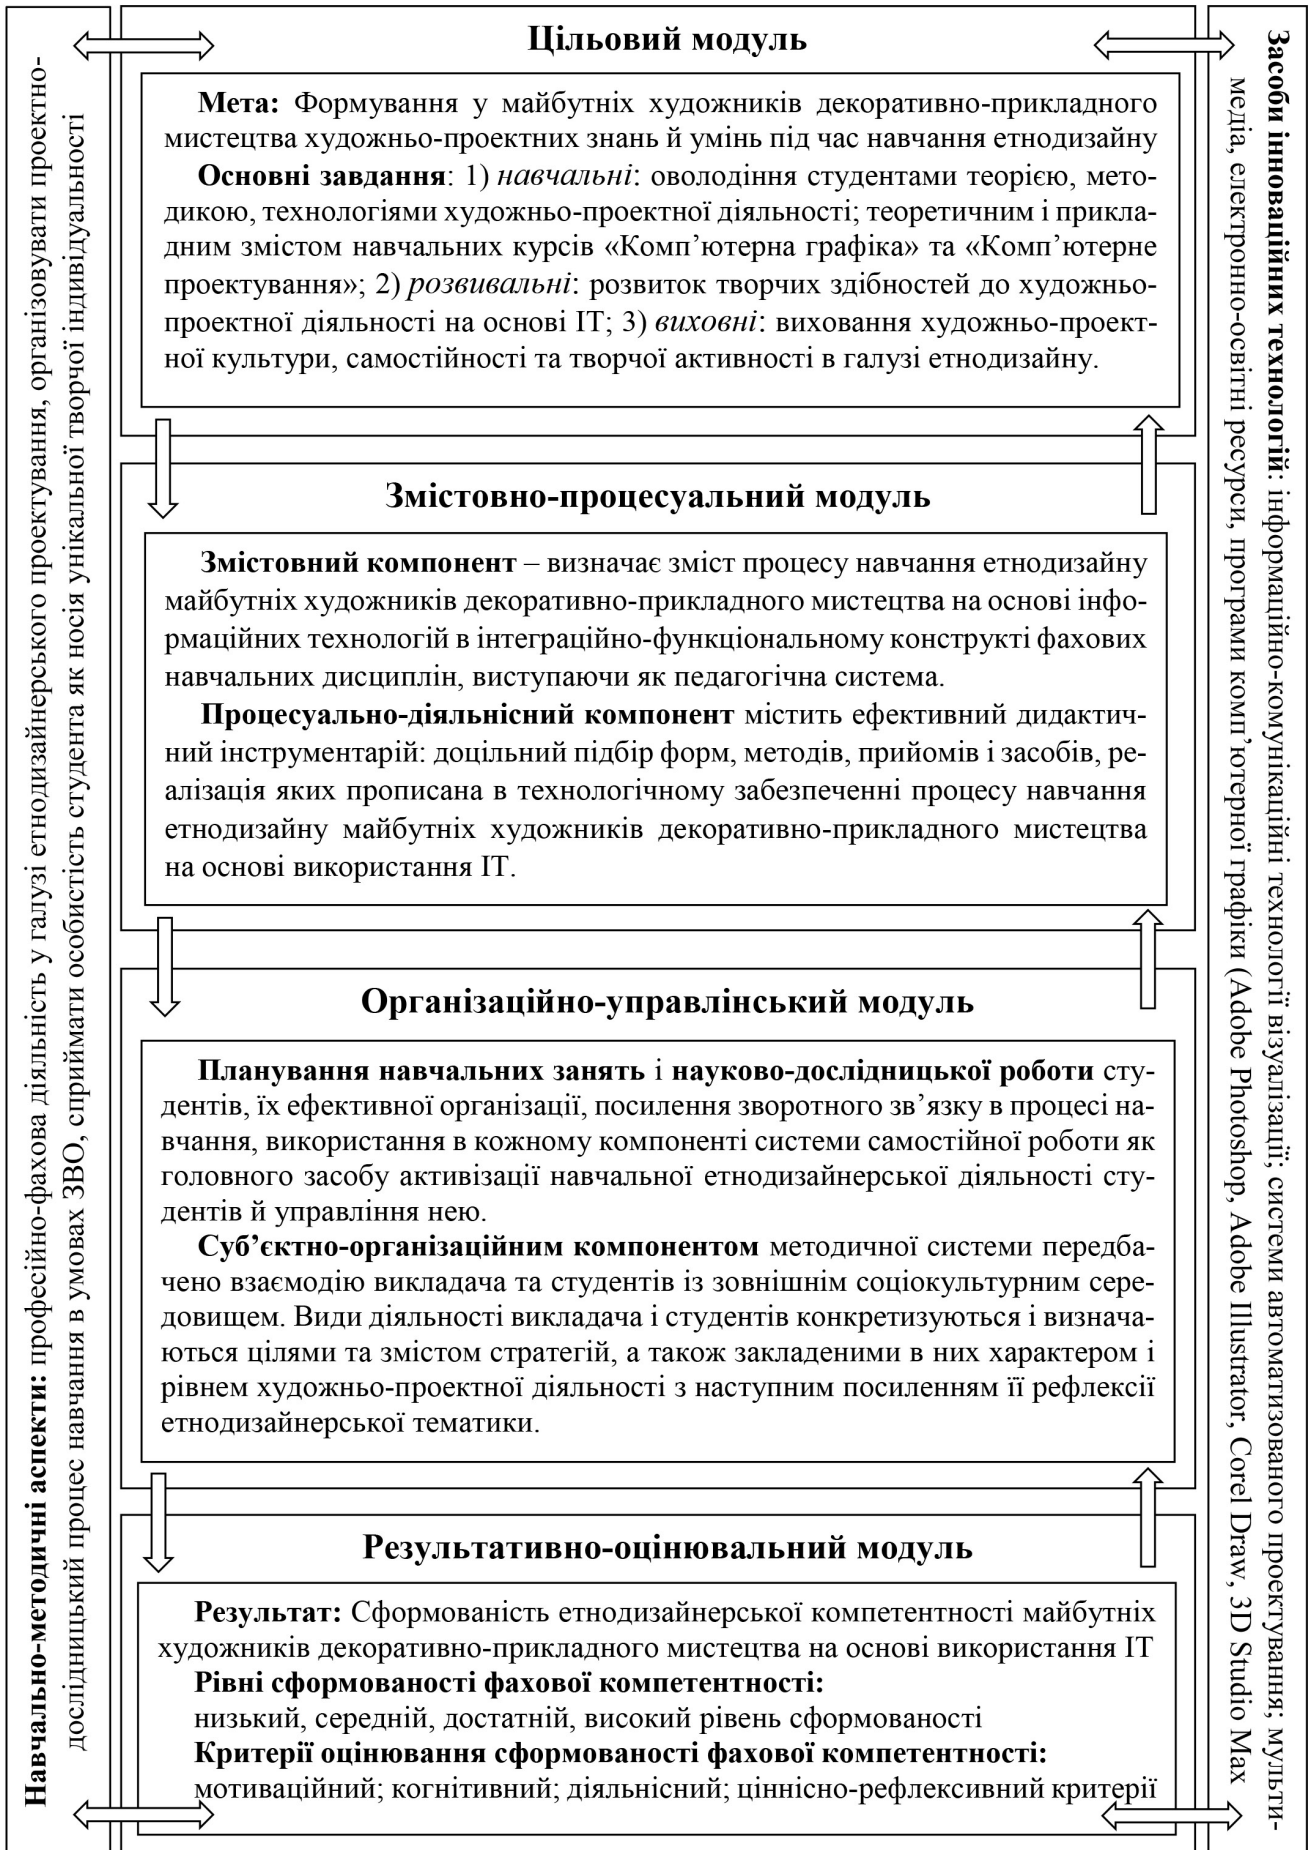 Навчально-методичні аспекти: професійно-фахова діяльність у галузі етнодизайнерського проектування, організовувати проектно-
дослідницький процес навчання в умовах ЗВО, сприймати особистість студента як носія унікальної творчої індивідуальності
Цільовий модуль
Мета: Формування у майбутніх художників декоративно-прикладного
мистецтва художньо-проектних знань й умінь під час навчання етнодизайну
Основні завдання: 1) навчальні: оволодіння студентами теорією, мето-
дикою, технологіями художньо-проектної діяльності; теоретичним і прикла-
дним змістом навчальних курсів «Комп’ютерна графіка» та «Комп’ютерне
проектування»; 2) розвивальні: розвиток творчих здібностей до художньо-
проектної діяльності на основі ІТ; 3) виховні: виховання художньо-проект-
ної культури, самостійності та творчої активності в галузі етнодизайну.
Змістовно-процесуальний модуль
Змістовний компонент – визначає зміст процесу навчання етнодизайну
майбутніх художників декоративно-прикладного мистецтва на основі інфо-
рмаційних технологій в інтеграційно-функціональному конструкті фахових
навчальних дисциплін, виступаючи як педагогічна система.
Процесуально-діяльнісний компонент містить ефективний дидактич-
ний інструментарій: доцільний підбір форм, методів, прийомів і засобів, ре-
алізація яких прописана в технологічному забезпеченні процесу навчання
етнодизайну майбутніх художників декоративно-прикладного мистецтва
на основі використання ІТ.
Організаційно-управлінський модуль
Планування навчальних занять і науково-дослідницької роботи сту-
дентів, їх ефективної організації, посилення зворотного зв’язку в процесі на-
вчання, використання в кожному компоненті системи самостійної роботи як
головного засобу активізації навчальної етнодизайнерської діяльності сту-
дентів й управління нею.
Суб’єктно-організаційним компонентом методичної системи передба-
чено взаємодію викладача та студентів із зовнішнім соціокультурним сере-
довищем. Види діяльності викладача і студентів конкретизуються і визнача-
ються цілями та змістом стратегій, а також закладеними в них характером і
рівнем художньо-проектної діяльності з наступним посиленням її рефлексії
етнодизайнерської тематики.
Результативно-оцінювальний модуль
Результат: Сформованість етнодизайнерської компетентності майбутніх
художників декоративно-прикладного мистецтва на основі використання ІТ
Рівні сформованості фахової компетентності:
низький, середній, достатній, високий рівень сформованості
Критерії оцінювання сформованості фахової компетентності:
мотиваційний; когнітивний; діяльнісний; ціннісно-рефлексивний критерії
Засоби інноваційних технологій: інформаційно-комунікаційні технології візуалізації; системи автоматизованого проектування; мульти-
медіа, електронно-освітні ресурси, програми комп’ютерної графіки (Adobe Photoshop, Adobe Illustrator, Corel Draw, 3D Studio Max